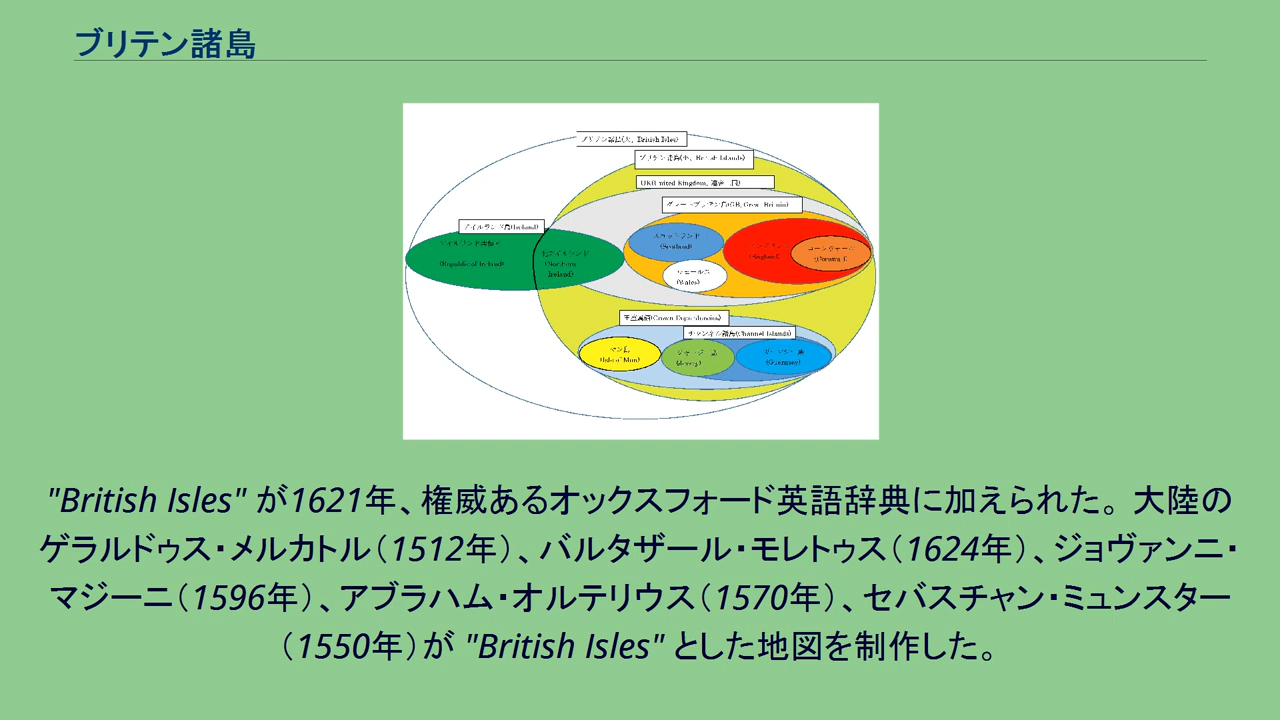 ブリテン諸島
ブリテン諸島(大、British Isles)
ブリテン諸島(小、British Islands)
UK(United Kingdom, 連合王国)
グレートブリテン島(GB, Great Britain)
アイルランド島(Ireland)
アイルランド共和国
(Republic of Ireland)
北アイルランド
(Northern
Ireland)
スコットランド
(Scotland)
ウェールズ
(Wales)
イングランド
(England)
コーンウォール
(Cornwall)
王室属領(Crown Dependencies)
チャンネル諸島(Channel Islands)
マン島
(Isle of Man)
ジャージー島
(Jersey)
ガーンジー島
(Guernsey)
"British Isles" が1621年、権威あるオックスフォード英語辞典に加えられた。大陸の
ゲラルドゥス・メルカトル（1512年）、バルタザール・モレトゥス（1624年）、ジョヴァンニ・
マジーニ（1596年）、アブラハム・オルテリウス（1570年）、セバスチャン・ミュンスター
（1550年）が "British Isles" とした地図を制作した。